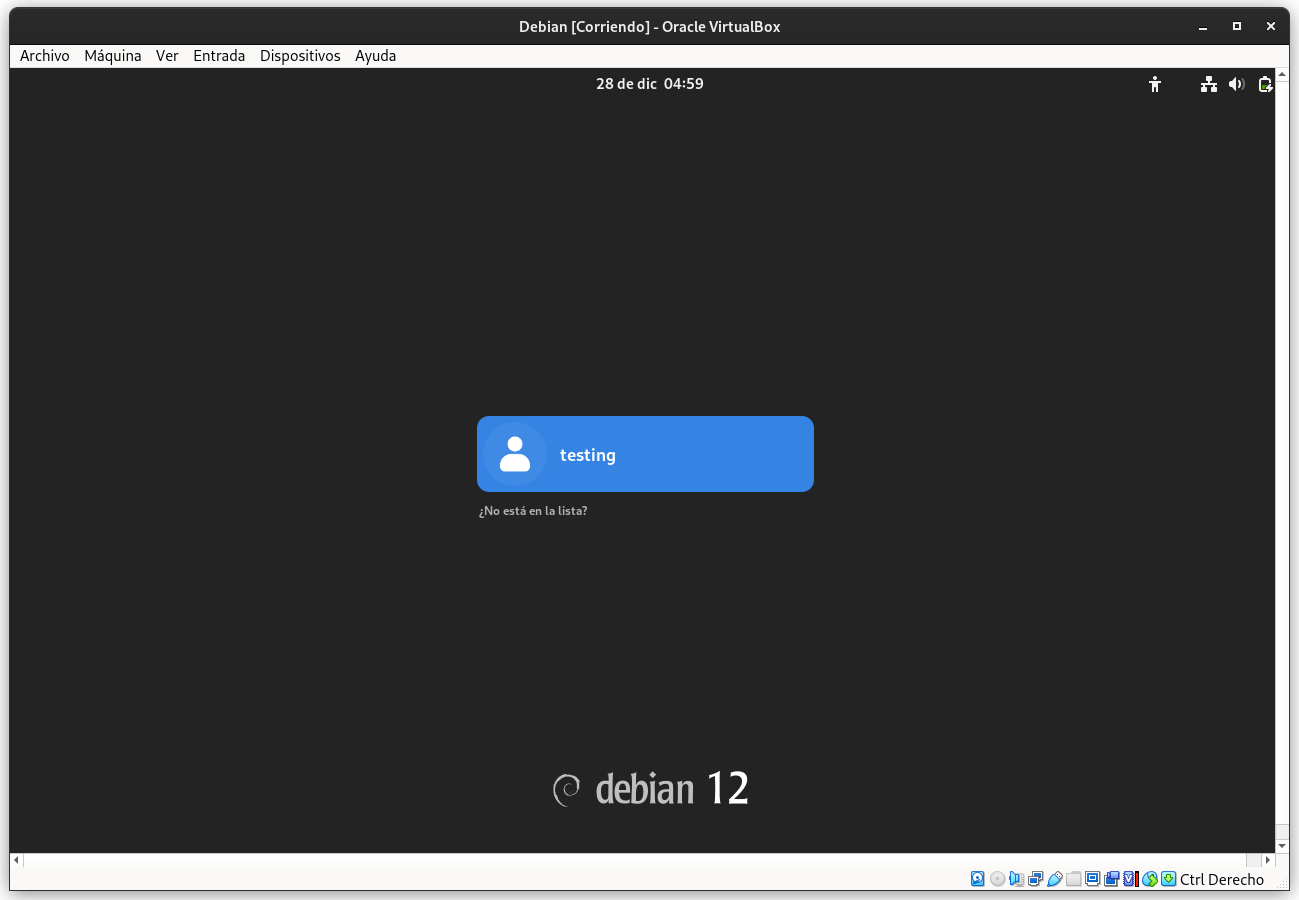 Debian [Corriendo] - Oracle VirtualBox
Archivo Máquina Ver Entrada Dispositivos Ayuda
28 de dic 04:59
testing
¿No está en la lista?
debian 12
Ctrl Derecho